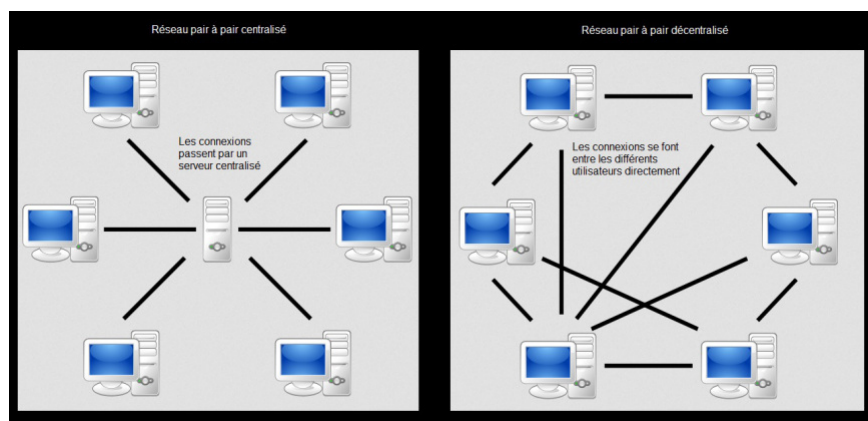 Réseau pair à pair centralisé
Les connexions
passent par un
serveur centralisé
Réseau pair à pair décentralisé
Les connexions se font
entre les différents
utilisateurs directement